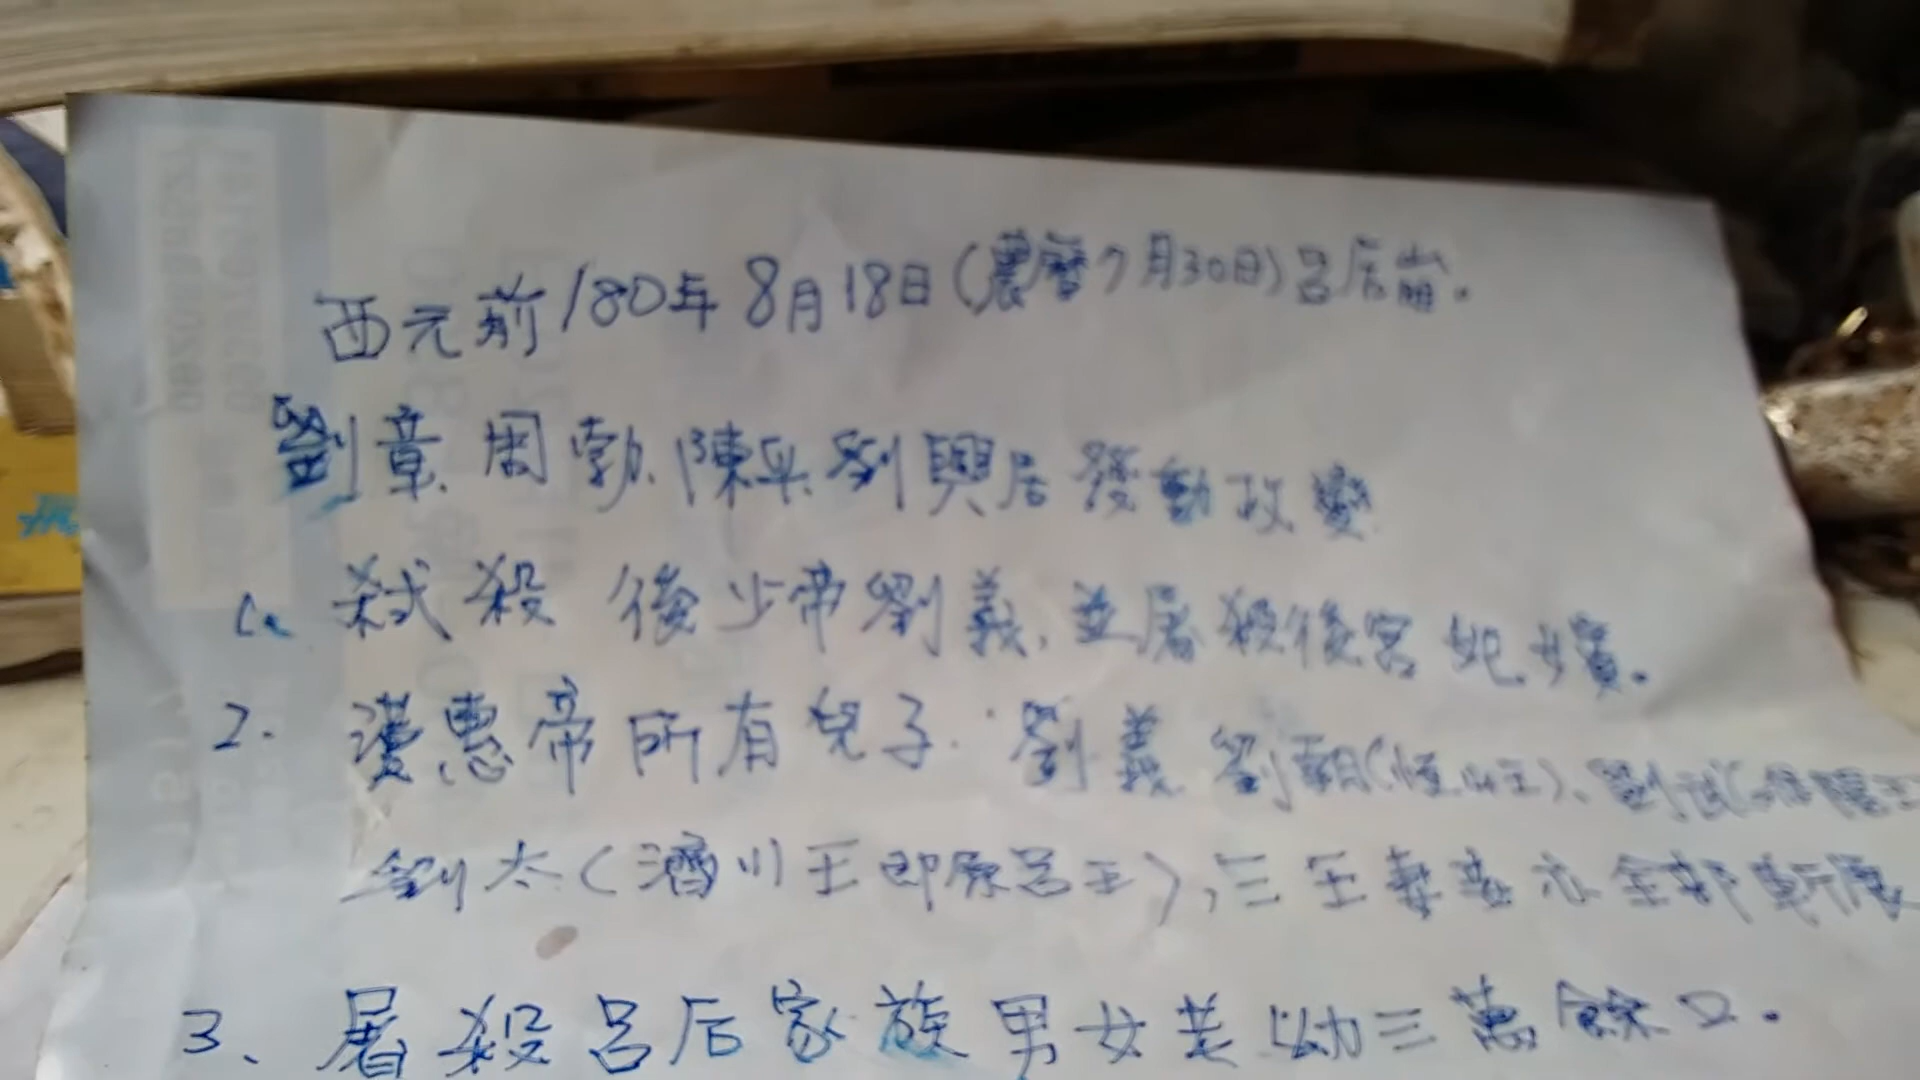 西元前180年8月18日(農曆7月30日)呂后崩。
劉章.周勃.陳平.劉興居發動政變
1. 弒殺後少帝劉義,並屠殺後宮妃嬪。
2. 漢惠帝所有兒子.劉義 劉朝(恆山王)、劉武(
劉太(濟川王即原呂王),三王妻妾亦全部斬
3、屠殺呂后家族男女老幼三萬餘口.